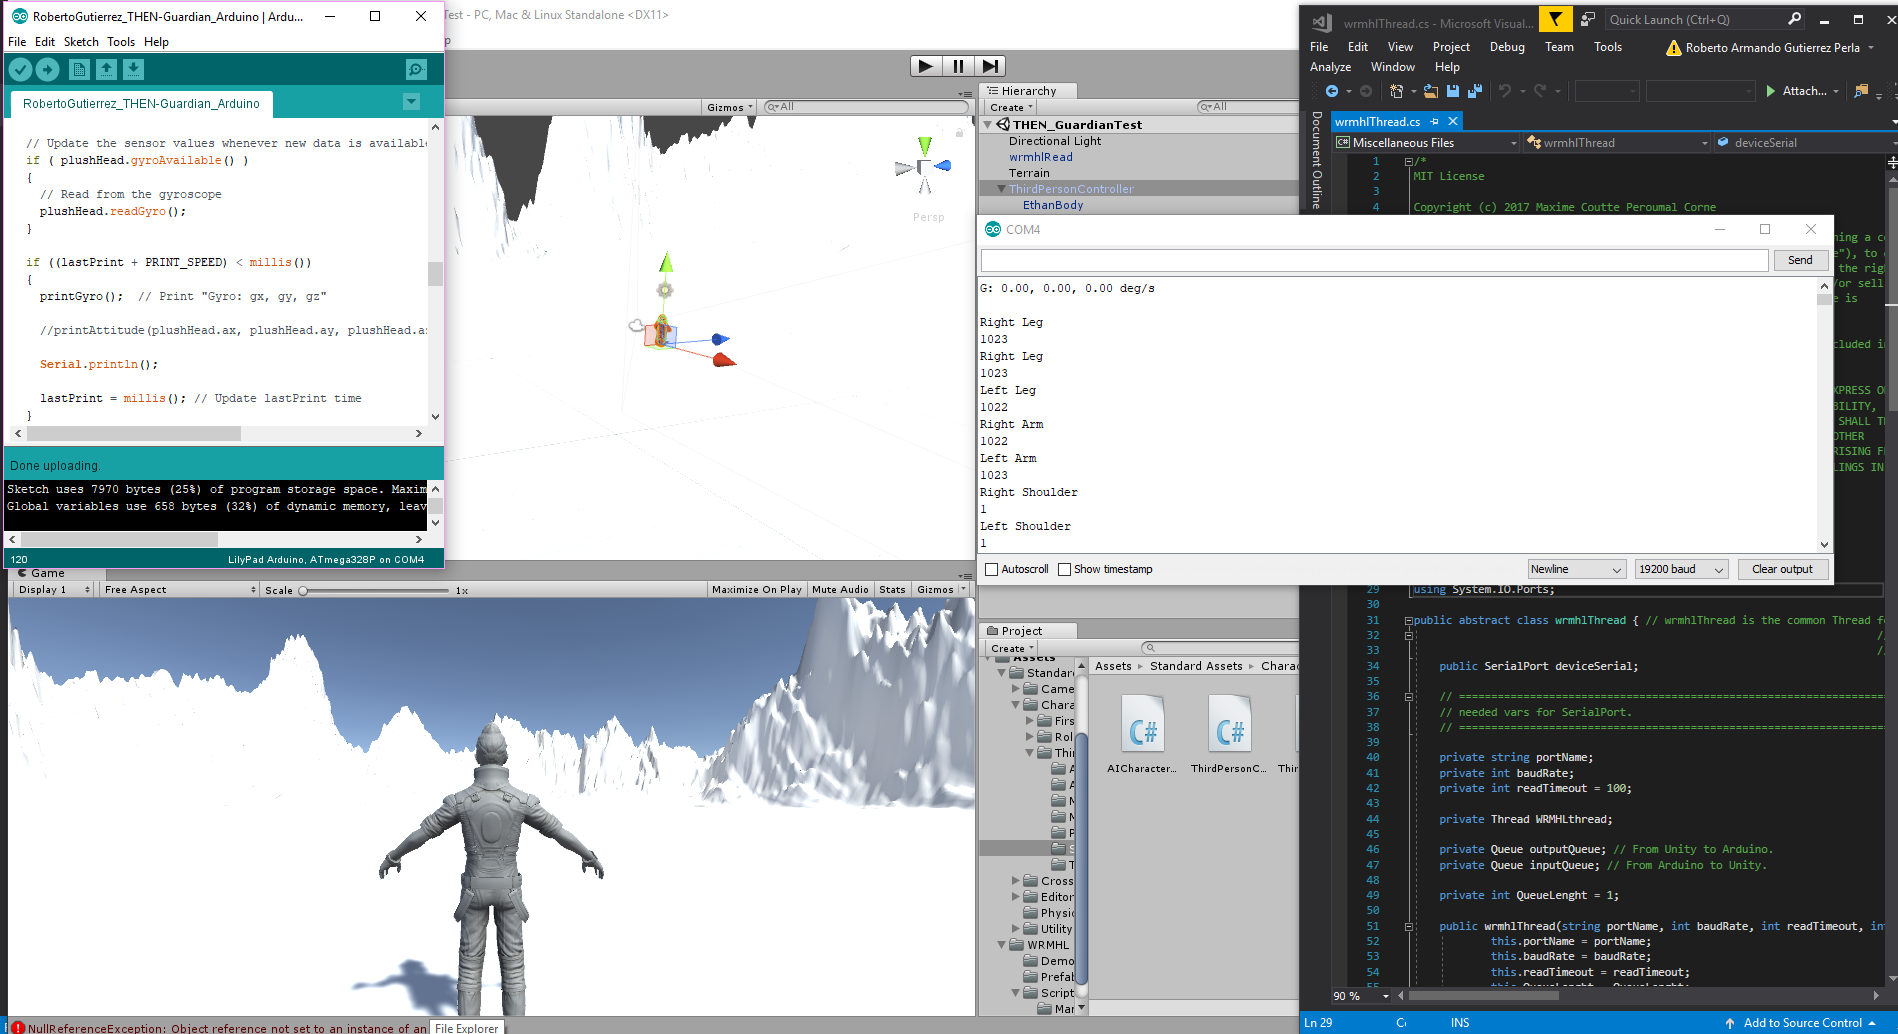 RobertoGutierrez_THEN-Guardian_Arduino | Ardu...
File Edit Sketch Tools Help
RobertoGutierrez_THEN-Guardian_Arduino
// Update the sensor values whenever new data is available
if ( plushHead.gyroAvailable() )
{
// Read from the gyroscope
plushHead.readGyro();
}
if ((lastPrint + PRINT_SPEED) < millis())
{
printGyro(); // Print "Gyro: gx, gy, gz"
//printAttitude(plushHead.ax, plushHead.ay, plushHead.a
Serial.println();
lastPrint = millis(); // Update lastPrint time
}
Done uploading.
Sketch uses 7970 bytes (25%) of program storage space. Maxim
Global variables use 658 bytes (32%) of dynamic memory, leav
120
LilyPad Arduino, ATmega328P on COM4
Test - PC, Mac & Linux Standalone <DX11>
Gizmos
All
Persp
Hierarchy
Create
All
THEN_GuardianTest
Directional Light
wrmhlRead
Terrain
ThirdPersonController
EthanBody
COM4
Send
G: 0.00, 0.00, 0.00 deg/s
Right Leg
1023
Right Leg
1023
Left Leg
1022
Right Arm
1022
Left Arm
1023
Right Shoulder
1
Left Shoulder
1
Autoscroll
Show timestamp
Newline
19200 baud
Clear output
Game
Display 1
Free Aspect
Scale
1x
Maximize On Play
Mute Audio
Stats
Gizmos
NullReferenceException: Object reference not set to an instance of an
File Explorer
Project
Create
Assets
Standard
Came
Chara
Firs
Rol
Thi
A
A
M
M
P
S
T
Cross
Editor
Physic
Utility
WRMHL
Demo
Prefab
Script
Mar
Assets
Standard Assets
Charac
C#
C#
AICharacter...
ThirdPersonC...
Thir
wrmhlThread.cs - Microsoft Visual...
Quick Launch (Ctrl+Q)
File Edit View Project Debug Team Tools
Roberto Armando Gutierrez Perla
Analyze Window Help
Attach...
Document Outline
wrmhlThread.cs
C# Miscellaneous Files
wrmhlThread
deviceSerial
1 /*
2 MIT License
3
4 Copyright (c) 2017 Maxime Coutte Peroumal Corne
ning a c
e"), to
the righ
/or sell
e is
cluded i
XPRESS O
BILITY,
SHALL T
OTHER
RISING F
LINGS IN
29 using System.IO.Ports;
30
31 public abstract class wrmhlThread { // wrmhlThread is the common Thread f
32 /
33 /
34 public SerialPort deviceSerial;
35
36 // ================================================================
37 // needed vars for SerialPort.
38 // ================================================================
39
40 private string portName;
41 private int baudRate;
42 private int readTimeout = 100;
43
44 private Thread WRMHLthread;
45
46 private Queue outputQueue; // From Unity to Arduino.
47 private Queue inputQueue; // From Arduino to Unity.
48
49 private int QueueLenght = 1;
50
51 public wrmhlThread(string portName, int baudRate, int readTimeout, in
52 this.portName = portName;
53 this.baudRate = baudRate;
54 this.readTimeout = readTimeout;
90 %
Ln 29
INS
Add to Source Control